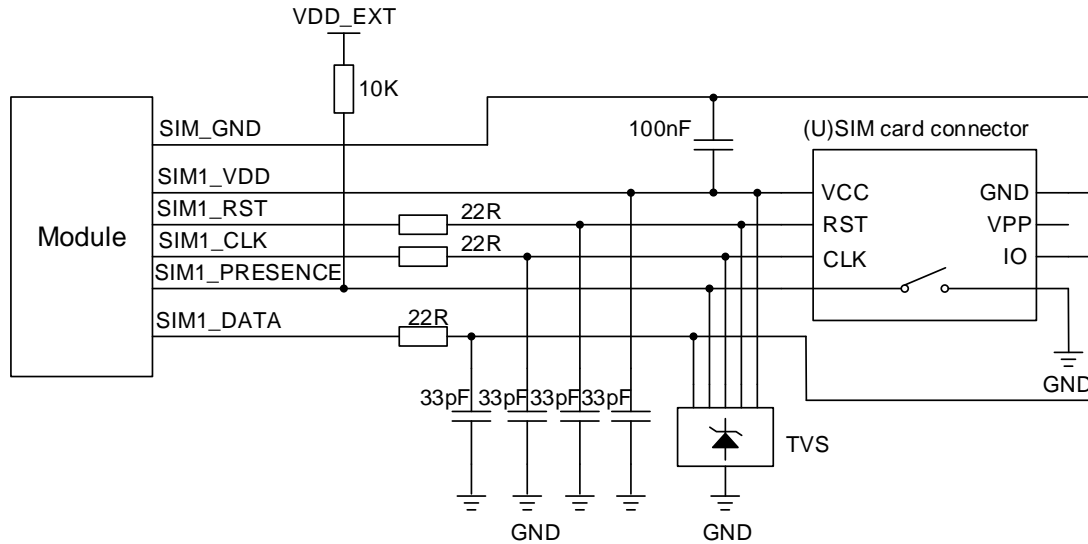 VDD_EXT
10K
SIM_GND
100nF
(U)SIM card connector
SIM1_VDD
VCC
GND
SIM1_RST
22R
RST
VPP
Module
SIM1_CLK
22R
CLK
IO
SIM1_PRESENCE
SIM1_DATA
22R
GND
33pF 33pF 33pF 33pF
TVS
GND
GND